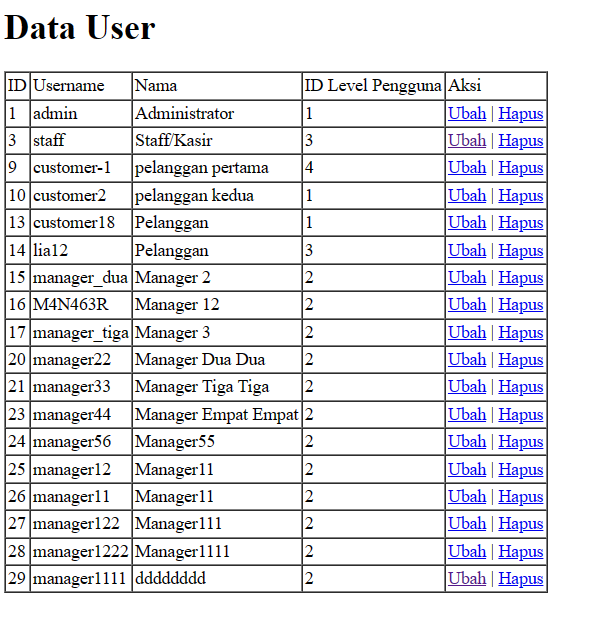 Data User
ID Username Nama ID Level Pengguna Aksi
1 admin Administrator 1 Ubah | Hapus
3 staff Staff/Kasir 3 Ubah | Hapus
9 customer-1 pelanggan pertama 4 Ubah | Hapus
10 customer2 pelanggan kedua 1 Ubah | Hapus
13 customer18 Pelanggan 1 Ubah | Hapus
14 lia12 Pelanggan 3 Ubah | Hapus
15 manager_dua Manager 2 2 Ubah | Hapus
16 M4N463R Manager 12 2 Ubah | Hapus
17 manager_tiga Manager 3 2 Ubah | Hapus
20 manager22 Manager Dua Dua 2 Ubah | Hapus
21 manager33 Manager Tiga Tiga 2 Ubah | Hapus
23 manager44 Manager Empat Empat 2 Ubah | Hapus
24 manager56 Manager55 2 Ubah | Hapus
25 manager12 Manager11 2 Ubah | Hapus
26 manager11 Manager11 2 Ubah | Hapus
27 manager122 Manager111 2 Ubah | Hapus
28 manager1222 Manager1111 2 Ubah | Hapus
29 manager1111 dddddddd 2 Ubah | Hapus